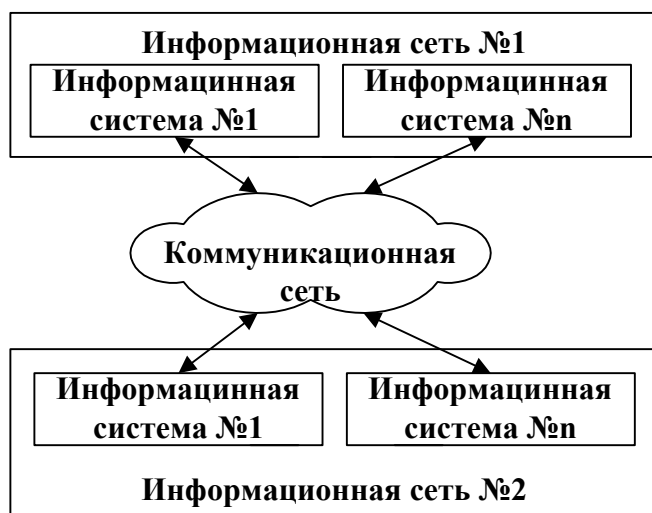 Информационная сеть №1
Информацинная
система №1
Информацинная
система №n
Коммуникационная
сеть
Информацинная
система №1
Информацинная
система №n
Информационная сеть №2